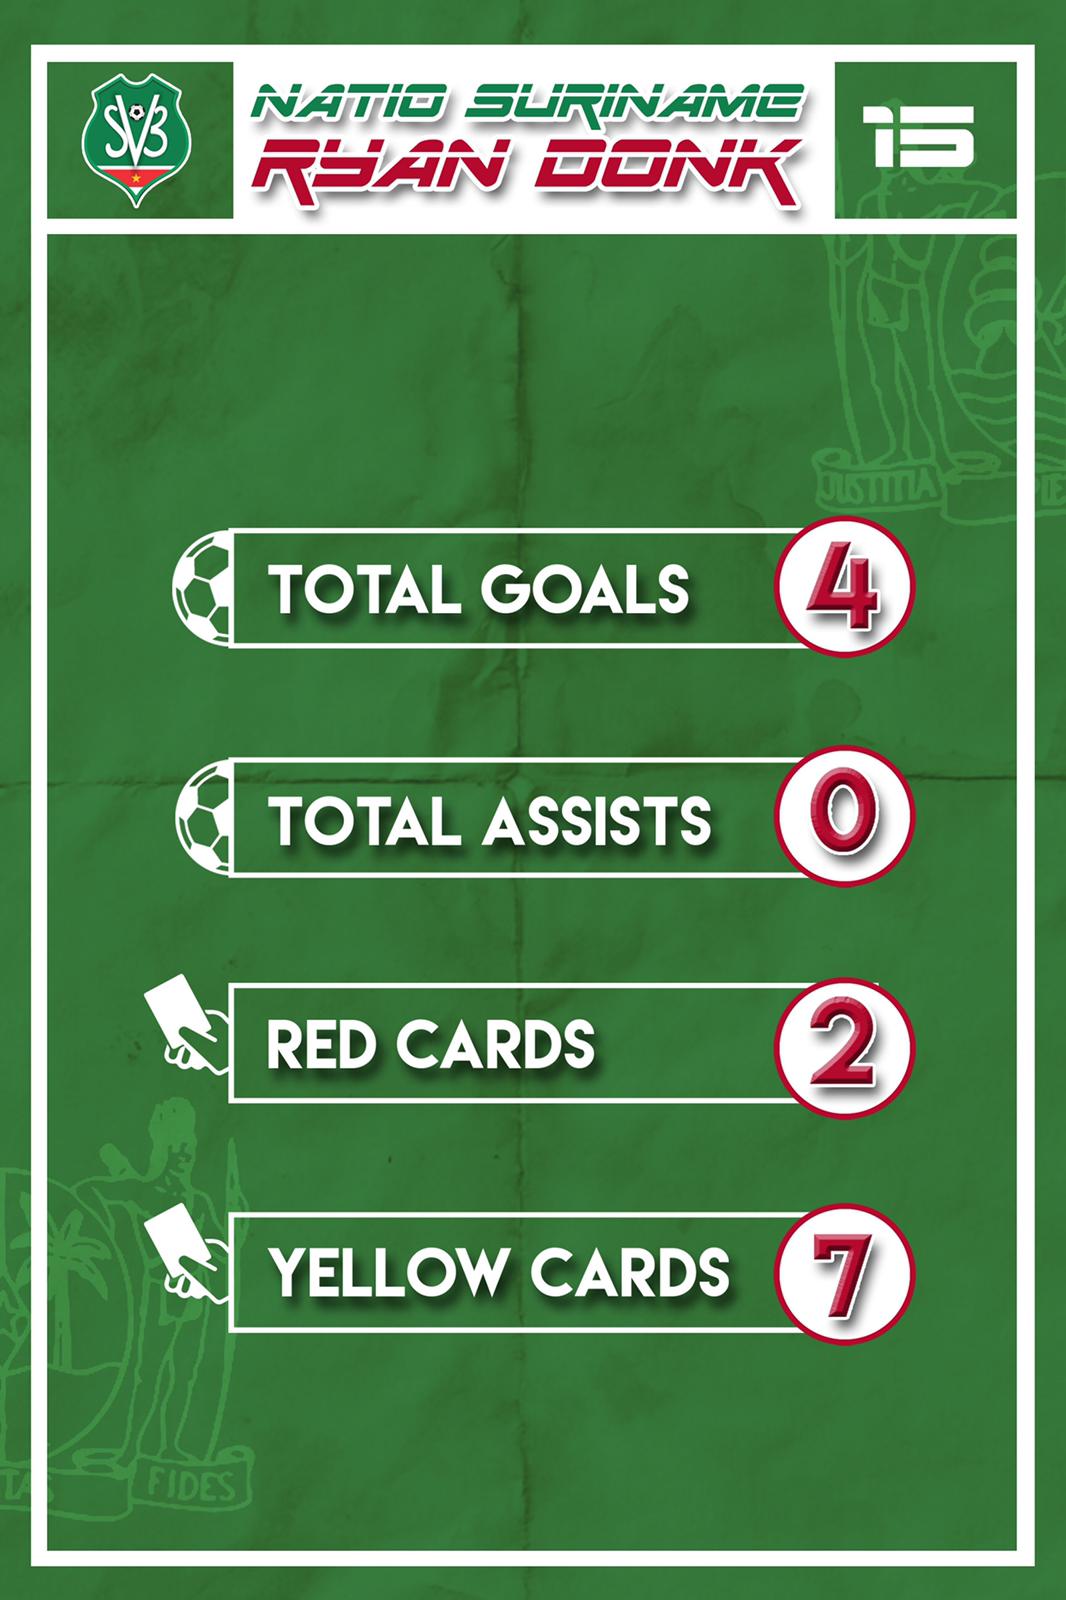 SVB
NATIO SURINAME
RYAN DONK
15
JUSTITIA
TOTAL GOALS
4
TOTAL ASSISTS
0
RED CARDS
2
YELLOW CARDS
7
FIDES